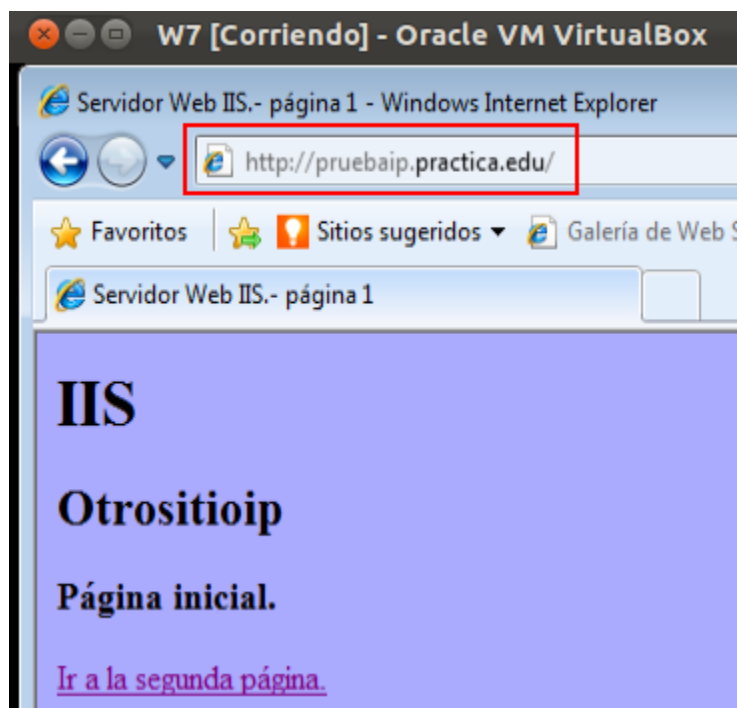 W7 [Corriendo] - Oracle VM VirtualBox
Servidor Web IIS.- página 1 - Windows Internet Explorer
http://pruebaip.practica.edu/
Favoritos Sitios sugeridos Galería de Web S
Servidor Web IIS.- página 1
IIS
Otrositioip
Página inicial.
Ir a la segunda página.